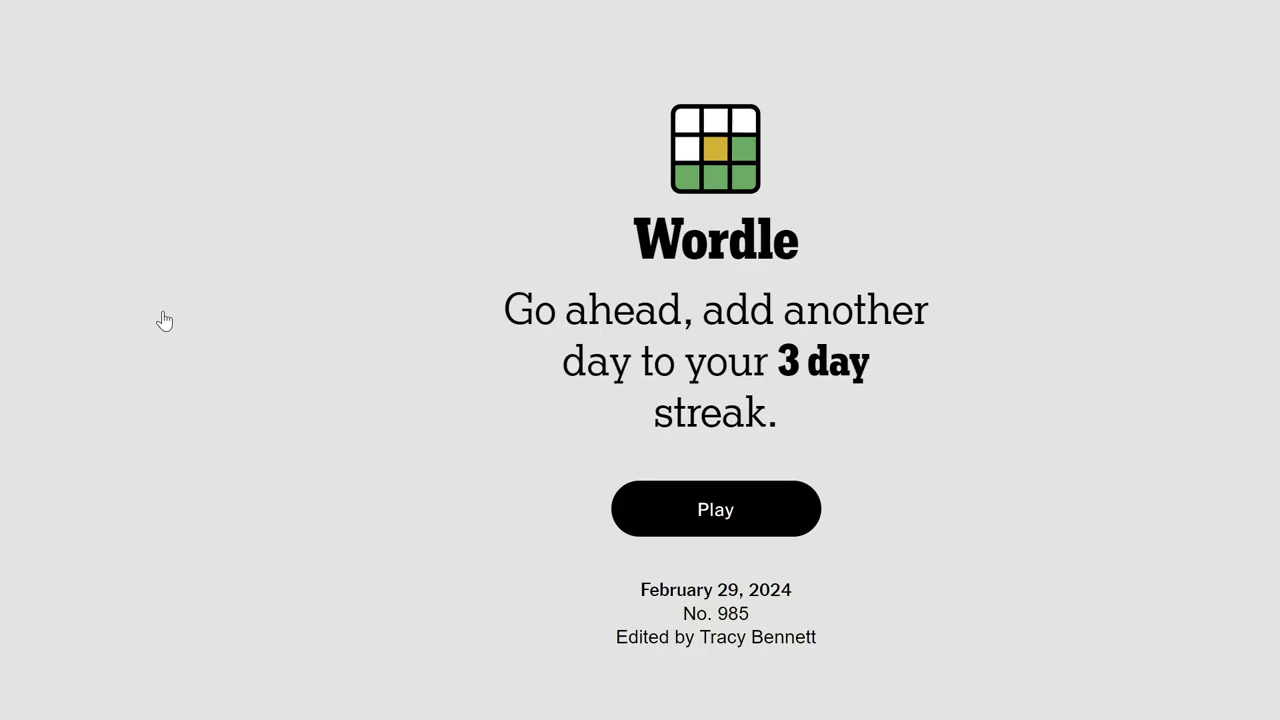 Wordle
Go ahead, add another
day to your 3 day
streak.
Play
February 29, 2024
No. 985
Edited by Tracy Bennett